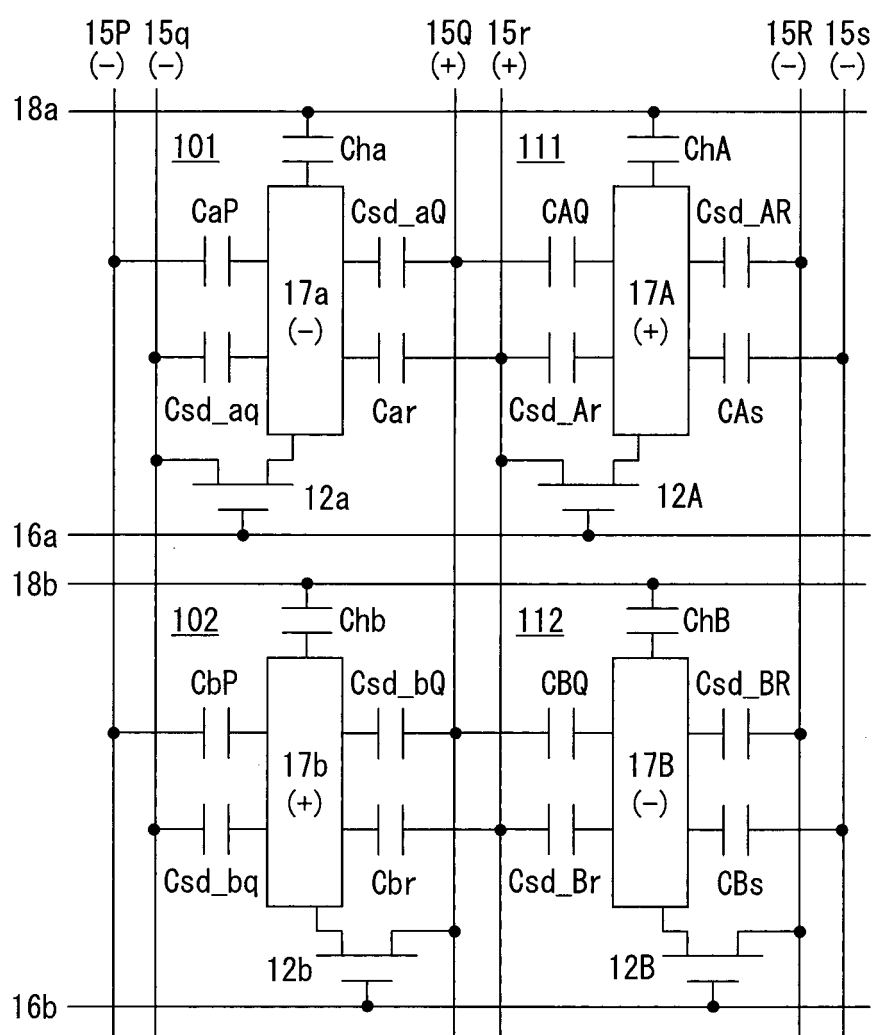 15P 15q 15Q 15r 15R 15s
(-) (-) (+) (+) (-) (-)
18a
101 Cha 111 ChA
CaP Csd_aQ CAQ Csd_AR
17a 17A
(-) (+)
Csd_aq Car Csd_Ar CAs
12a 12A
16a
18b
102 Chb 112 ChB
CbP Csd_bQ CBQ Csd_BR
17b 17B
(+) (-)
Csd_bq Cbr Csd_Br CBs
12b 12B
16b